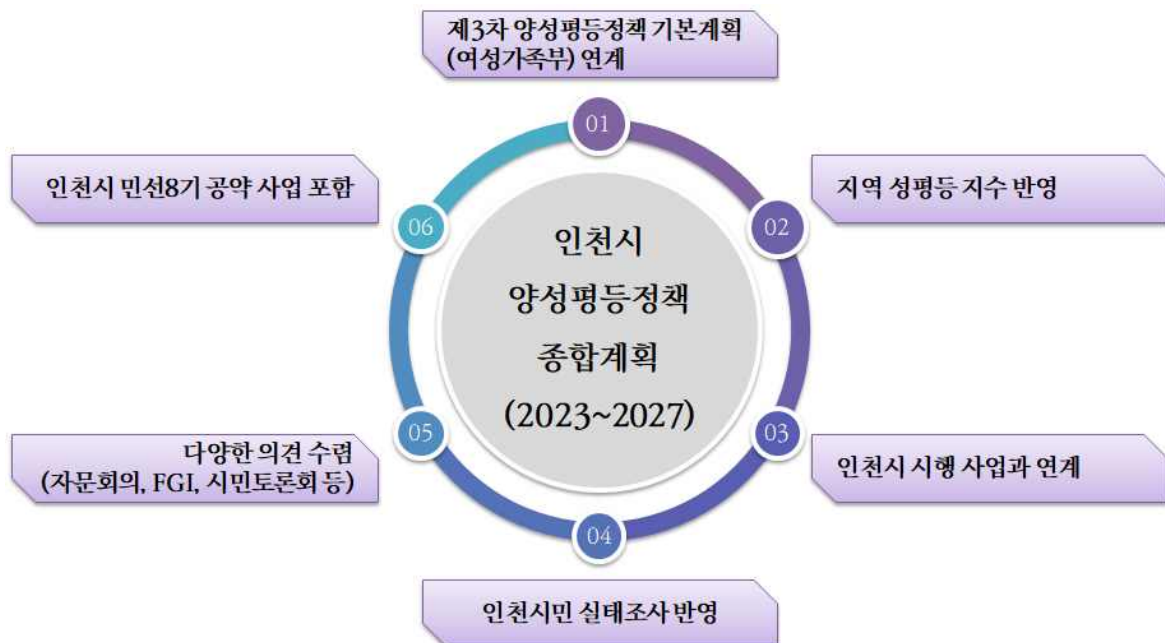 제3차 양성평등정책 기본계획
(여성가족부) 연계
01
인천시 민선8기 공약 사업 포함
06
지역 성평등 지수 반영
02
인천시
양성평등정책
종합계획
(2023~2027)
다양한 의견 수렴
(자문회의, FGI, 시민토론회 등)
05
03
인천시 시행 사업과 연계
04
인천시민 실태조사 반영